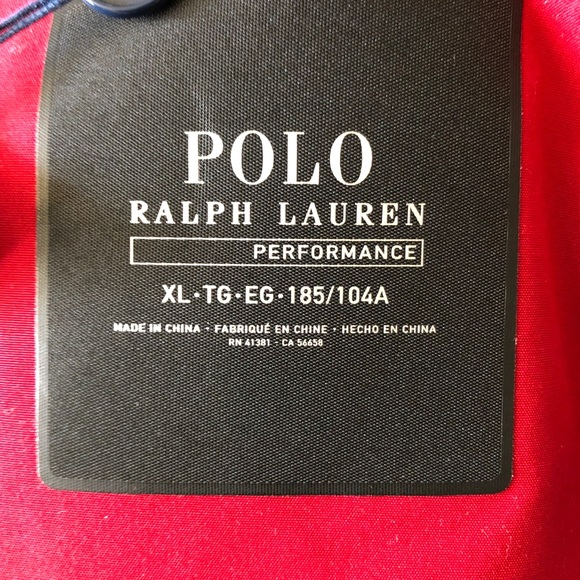 POLO
RALPH LAUREN
PERFORMANCE
XL·TG·EG·185/104A
MADE IN CHINA · FABRIQUÉ EN CHINE · HECHO EN CHINA
RN 41381 - CA 56658